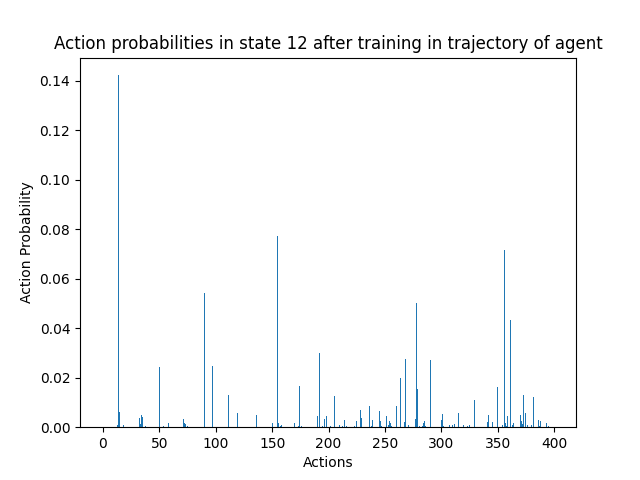 Action probabilities in state 12 after training in trajectory of agent
0.14
0.12
0.10
0.08
0.06
0.04
0.02
0.00
Action Probability
0 50 100 150 200 250 300 350 400
Actions